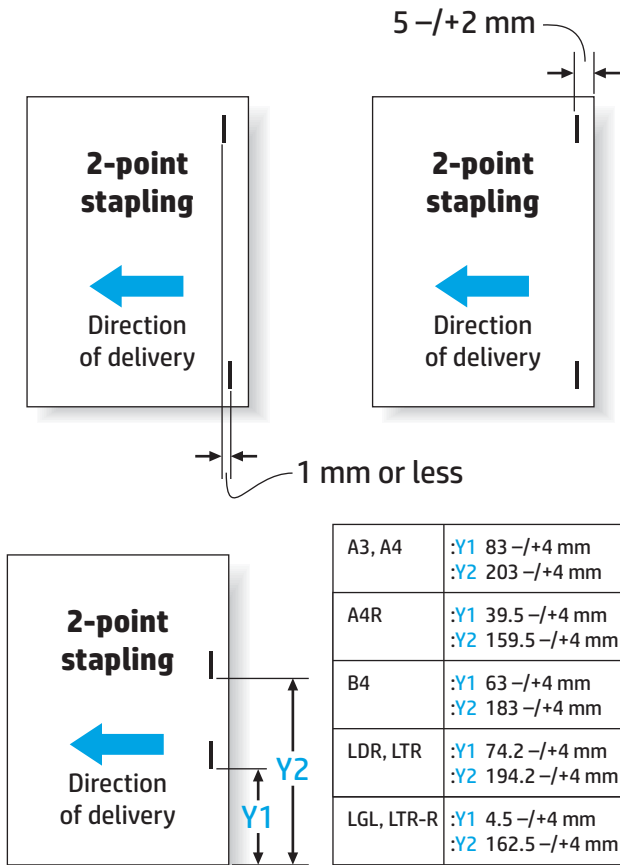 5 –/+2 mm
2-point
stapling
Direction
of delivery
2-point
stapling
Direction
of delivery
1 mm or less
2-point
stapling
Direction
of delivery
Y1
Y2
A3, A4 :Y1 83 –/+4 mm
:Y2 203 –/+4 mm
A4R :Y1 39.5 –/+4 mm
:Y2 159.5 –/+4 mm
B4 :Y1 63 –/+4 mm
:Y2 183 –/+4 mm
LDR, LTR :Y1 74.2 –/+4 mm
:Y2 194.2 –/+4 mm
LGL, LTR-R :Y1 4.5 –/+4 mm
:Y2 162.5 –/+4 mm